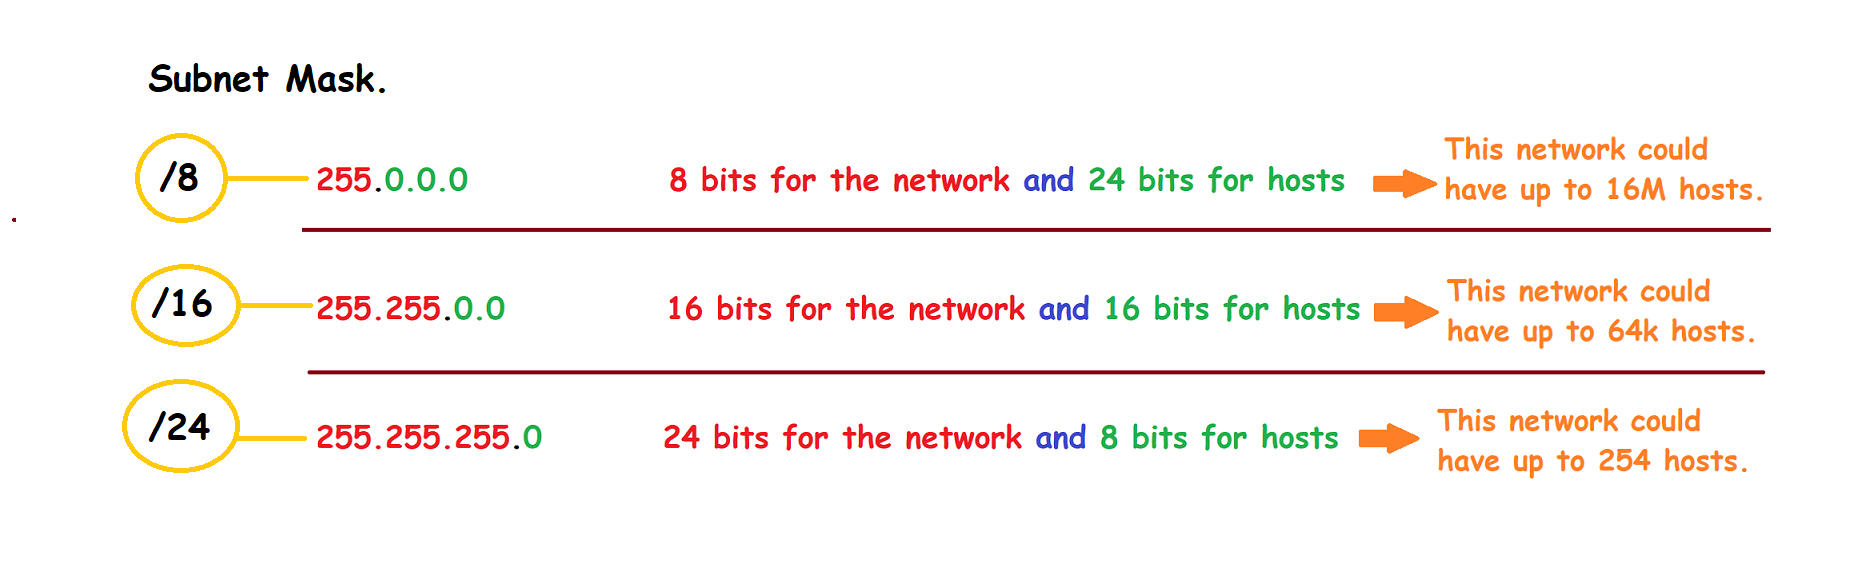 Subnet Mask.
/8 255.0.0.0 8 bits for the network and 24 bits for hosts
This network could
have up to 16M hosts.
/16 255.255.0.0 16 bits for the network and 16 bits for hosts
This network could
have up to 64k hosts.
/24 255.255.255.0 24 bits for the network and 8 bits for hosts
This network could
have up to 254 hosts.